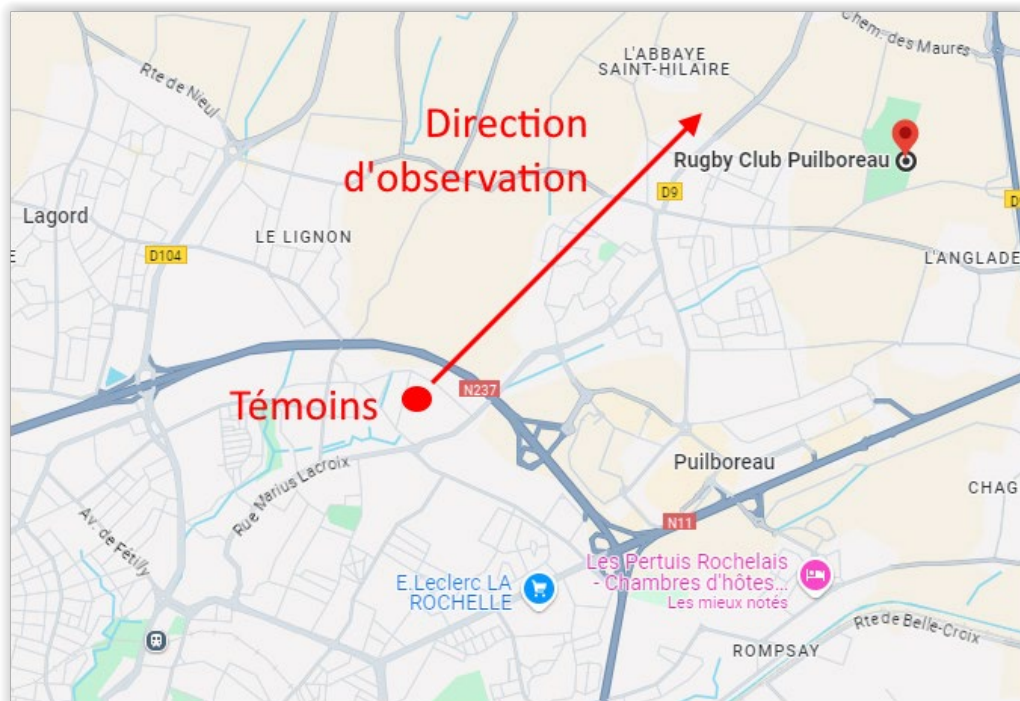 Chem. des Maures
L'ABBAYE
SAINT-HILAIRE
Rte de Nieul
Direction
d'observation
Rugby Club Puilboreau
D9
D
Lagord
LE LIGNON
E
D104
L'ANGLADE
Témoins
N237
Puilboreau
Rue Marius Lacroix
CHAG
N11
Av. de Fétilly
E.Leclerc LA
ROCHELLE
Les Pertuis Rochelais
- Chambres d'hôtes...
Les mieux notés
Rte de Belle-Croix
ROMPSAY